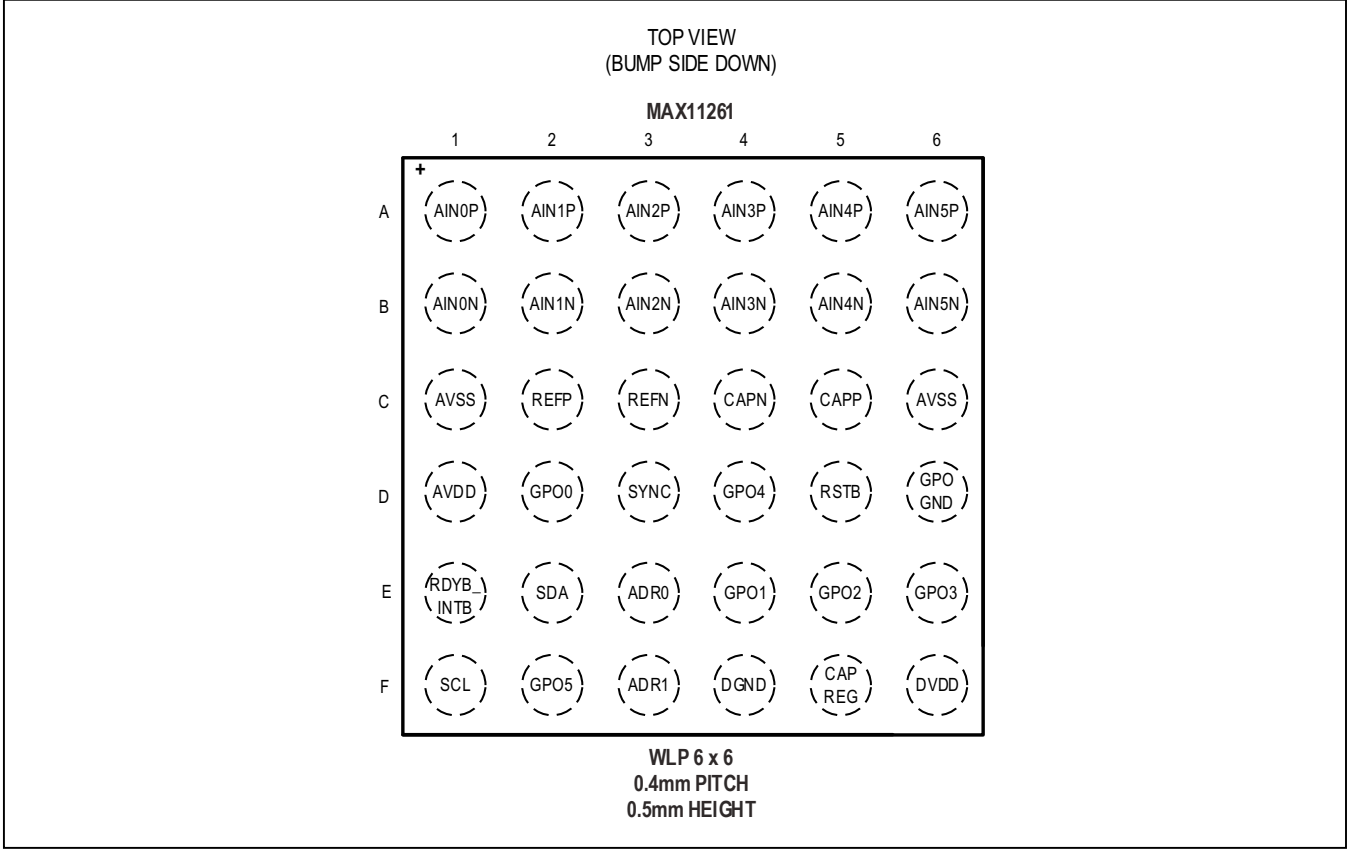 TOP VIEW
(BUMP SIDE DOWN)
MAX11261
1 2 3 4 5 6
+
A AIN0P AIN1P AIN2P AIN3P AIN4P AIN5P
B AIN0N AIN1N AIN2N AIN3N AIN4N AIN5N
C AVSS REFP REFN CAPN CAPP AVSS
D AVDD GPO0 SYNC GPO4 RSTB GPO
GND
E RDYB_
INTB SDA ADR0 GPO1 GPO2 GPO3
F SCL GPO5 ADR1 DGND CAP
REG DVDD
WLP 6 x 6
0.4mm PITCH
0.5mm HEIGHT